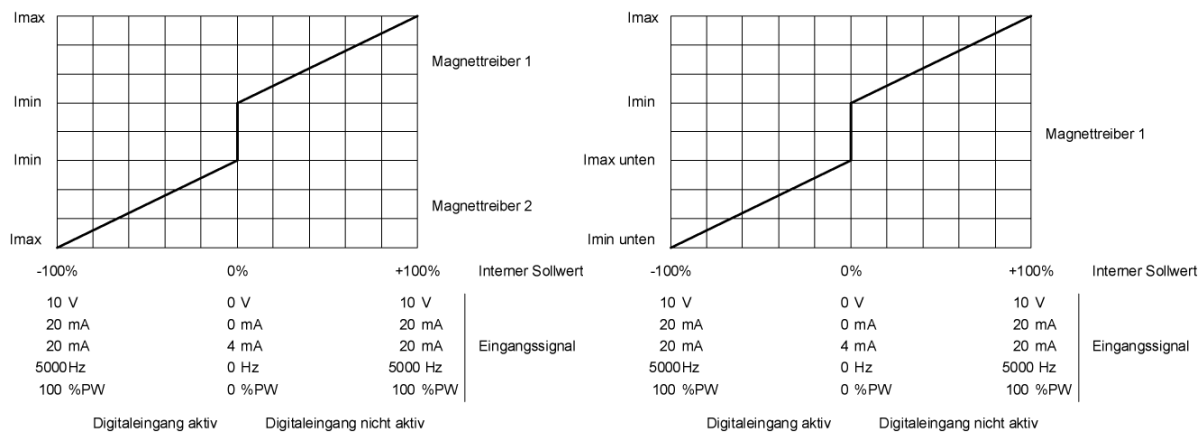 Imax
Magnettreiber 1
Imin
Imin
Magnettreiber 2
Imax
-100% 0% +100% Interner Sollwert
10 V 0 V 10 V
20 mA 0 mA 20 mA
20 mA 4 mA 20 mA Eingangssignal
5000Hz 0 Hz 5000 Hz
100 %PW 0 %PW 100 %PW
Digitaleingang aktiv Digitaleingang nicht aktiv
Imax
Imin
Magnettreiber 1
Imax unten
Imin unten
-100% 0% +100% Interner Sollwert
10 V 0 V 10 V
20 mA 0 mA 20 mA
20 mA 4 mA 20 mA Eingangssignal
5000Hz 0 Hz 5000 Hz
100 %PW 0 %PW 100 %PW
Digitaleingang aktiv Digitaleingang nicht aktiv